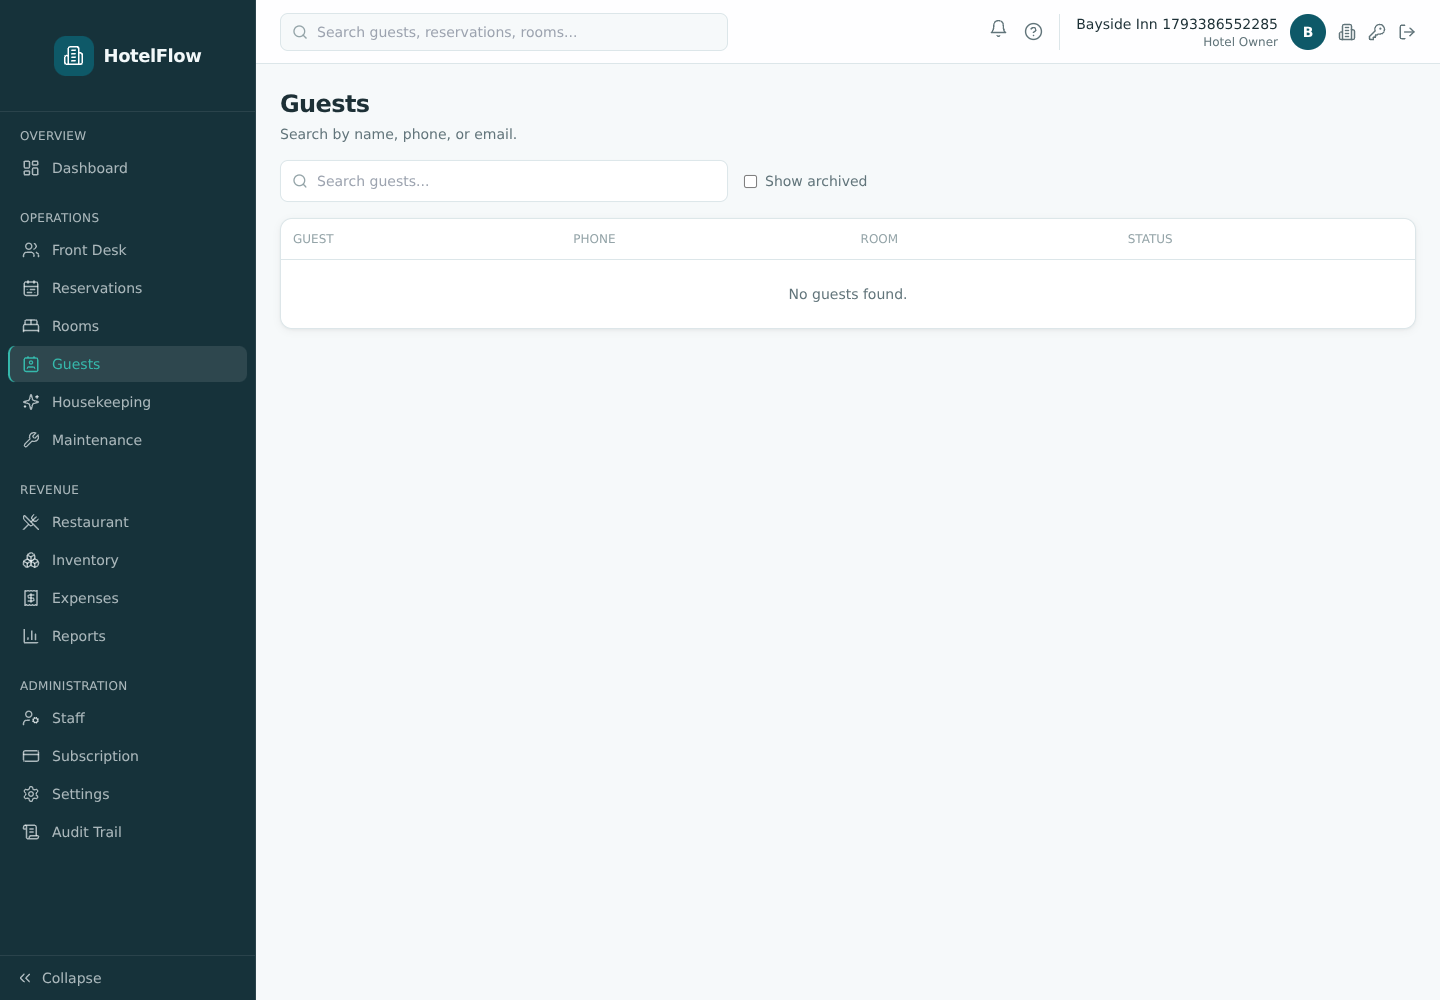 HotelFlow
OVERVIEW
Dashboard
OPERATIONS
Front Desk
Reservations
Rooms
Guests
Housekeeping
Maintenance
REVENUE
Restaurant
Inventory
Expenses
Reports
ADMINISTRATION
Staff
Subscription
Settings
Audit Trail
Collapse
Search guests, reservations, rooms...
Bayside Inn 1793386552285
Hotel Owner
B
Guests
Search by name, phone, or email.
Search guests...
Show archived
GUEST PHONE ROOM STATUS
No guests found.